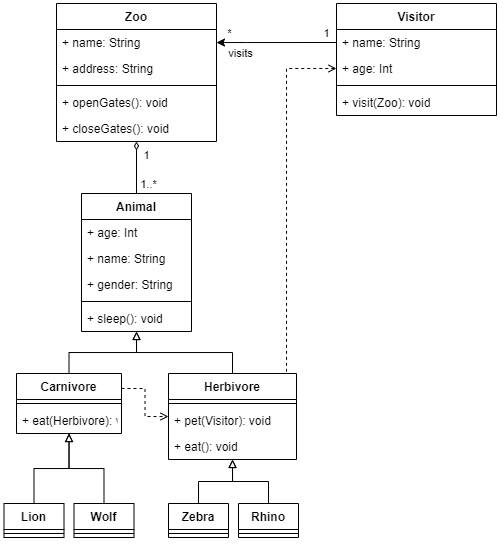 Zoo
+ name: String
+ address: String
+ openGates(): void
+ closeGates(): void
Visitor
+ name: String
+ age: Int
+ visit(Zoo): void
* 1
visits
1
1..*
Animal
+ age: Int
+ name: String
+ gender: String
+ sleep(): void
Carnivore
+ eat(Herbivore):
Herbivore
+ pet(Visitor): void
+ eat(): void
Lion
Wolf
Zebra
Rhino